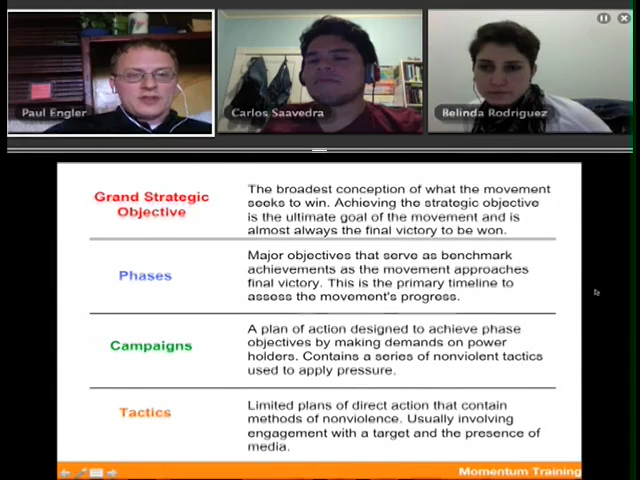 Paul Engler
Carlos Saavedra
Belinda Rodriguez
Grand Strategic
Objective
The broadest conception of what the movement
seeks to win. Achieving the strategic objective
is the ultimate goal of the movement and is
almost always the final victory to be won.
Phases
Major objectives that serve as benchmark
achievements as the movement approaches
final victory. This is the primary timeline to
assess the movement's progress.
Campaigns
A plan of action designed to achieve phase
objectives by making demands on power
holders. Contains a series of nonviolent tactics
used to apply pressure.
Tactics
Limited plans of direct action that contain
methods of nonviolence. Usually involving
engagement with a target and the presence of
media.
Momentum Training